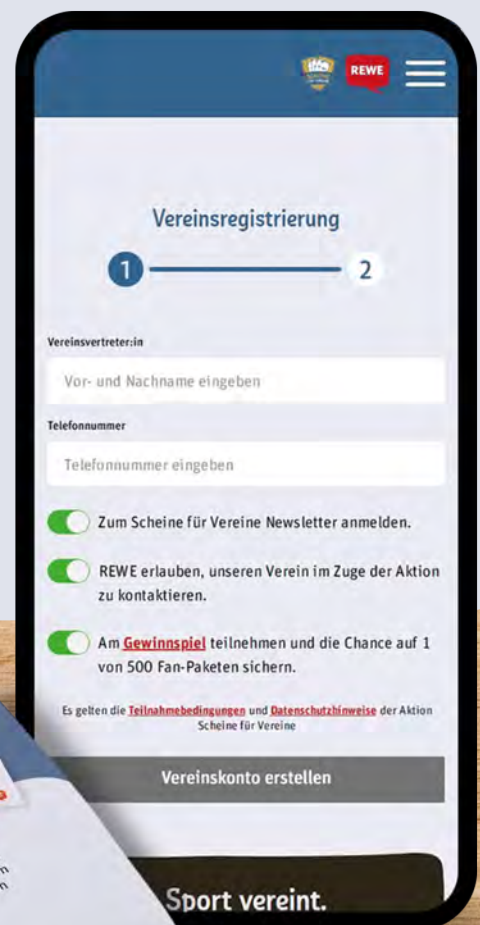 REWE
Vereinsregistrierung
1
2
Vereinsvertreter:in
Vor- und Nachname eingeben
Telefonnummer
Telefonnummer eingeben
Zum Scheine für Vereine Newsletter anmelden.
REWE erlauben, unseren Verein im Zuge der Aktion
zu kontaktieren.
Am Gewinnspiel teilnehmen und die Chance auf 1
von 500 Fan-Paketen sichern.
Es gelten die Teilnahmebedingungen und Datenschutzhinweise der Aktion
Scheine für Vereine
Vereinskonto erstellen
Sport vereint.